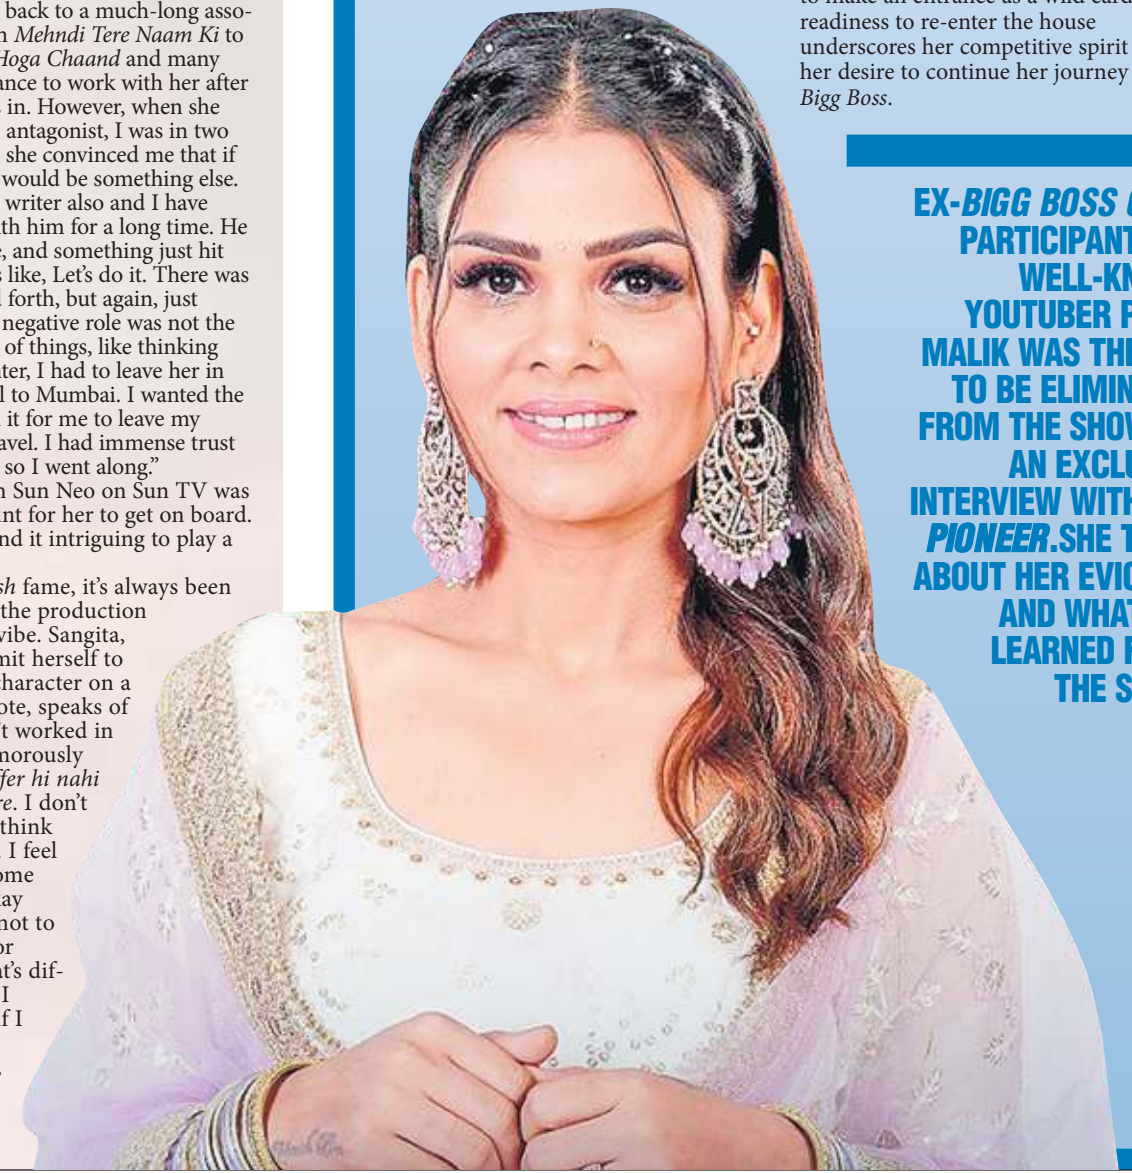 back to a much-long asso-
n Mehndi Tere Naam Ki to
Hoga Chaand and many
ance to work with her after
in. However, when she
antagonist, I was in two
she convinced me that if
would be something else.
writer also and I have
th him for a long time. He
e, and something just hit
s like, Let's do it. There was
d forth, but again, just
negative role was not the
of things, like thinking
nter, I had to leave her in
l to Mumbai. I wanted the
it for me to leave my
avel. I had immense trust
so I went along.”
n Sun Neo on Sun TV was
int for her to get on board.
nd it intriguing to play a
sh fame, it's always been
the production
vibe. Sangita,
mit herself to
character on a
ote, speaks of
't worked in
morously
ffer hi nahi
re. I don't
think
I feel
ome
kay
not to
or
at's dif-
I
if I
to make an entrance as a wild card
readiness to re-enter the house
underscores her competitive spirit
her desire to continue her journey
Bigg Boss.
EX-BIGG BOSS
PARTICIPANT
WELL-KN
YOUTUBER P
MALIK WAS THE
TO BE ELIMIN
FROM THE SHOW
AN EXCLU
INTERVIEW WITH
PIONEER.SHE T
ABOUT HER EVIC
AND WHAT
LEARNED F
THE S